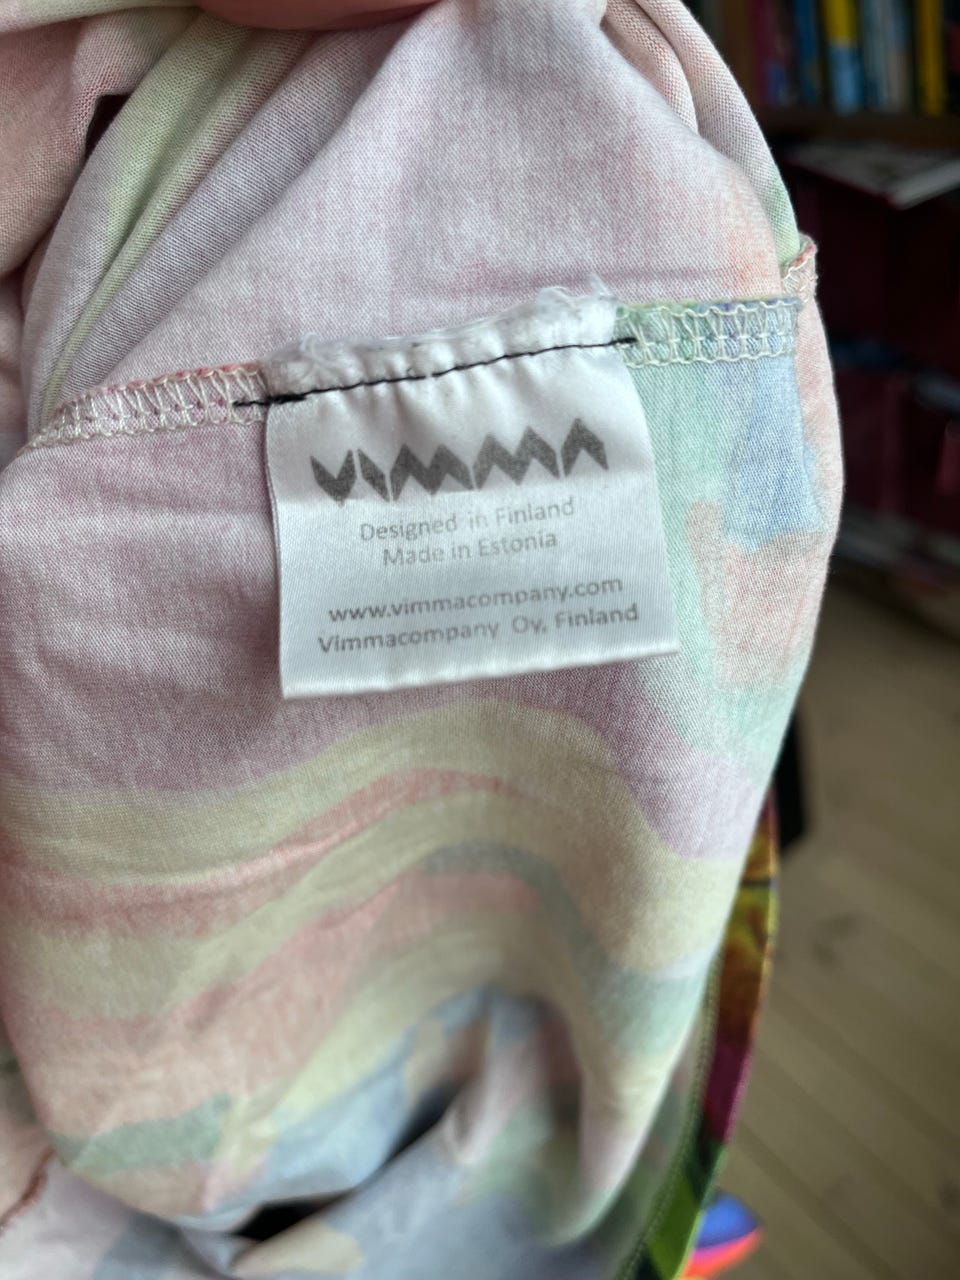 VIMMA
Designed in Finland
Made in Estonia
www.vimmacompany.com
Vimmacompany Oy, Finland